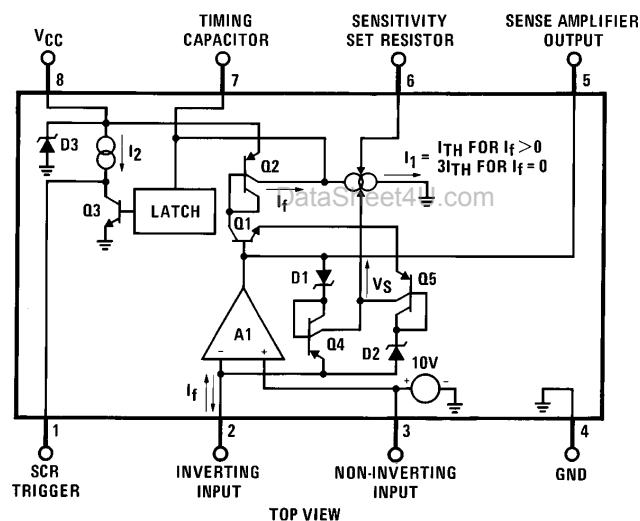 TIMING
CAPACITOR
SENSITIVITY
SET RESISTOR
SENSE AMPLIFIER
OUTPUT
VCC
8
7
6
5
D3
I2
Q2
I1 = ITH FOR If > 0
3ITH FOR If = 0
If
DataSheet4U.com
Q3
LATCH
Q1
D1
VS
Q5
A1
Q4
D2
10V
- +
+ -
If
1
2
3
4
SCR
TRIGGER
INVERTING
INPUT
NON-INVERTING
INPUT
GND
TOP VIEW